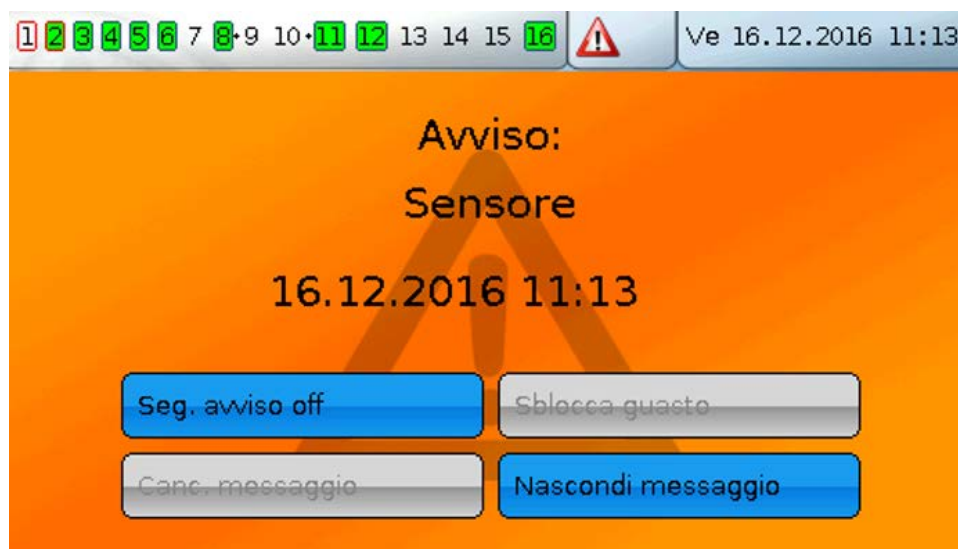 1 2 3 4 5 6 7 8 9 10 11 12 13 14 15 16 Ve 16.12.2016 11:13
Avviso:
Sensore
16.12.2016 11:13
Seg. avviso off Sblocca guasto
Canc. messaggio Nascondi messaggio